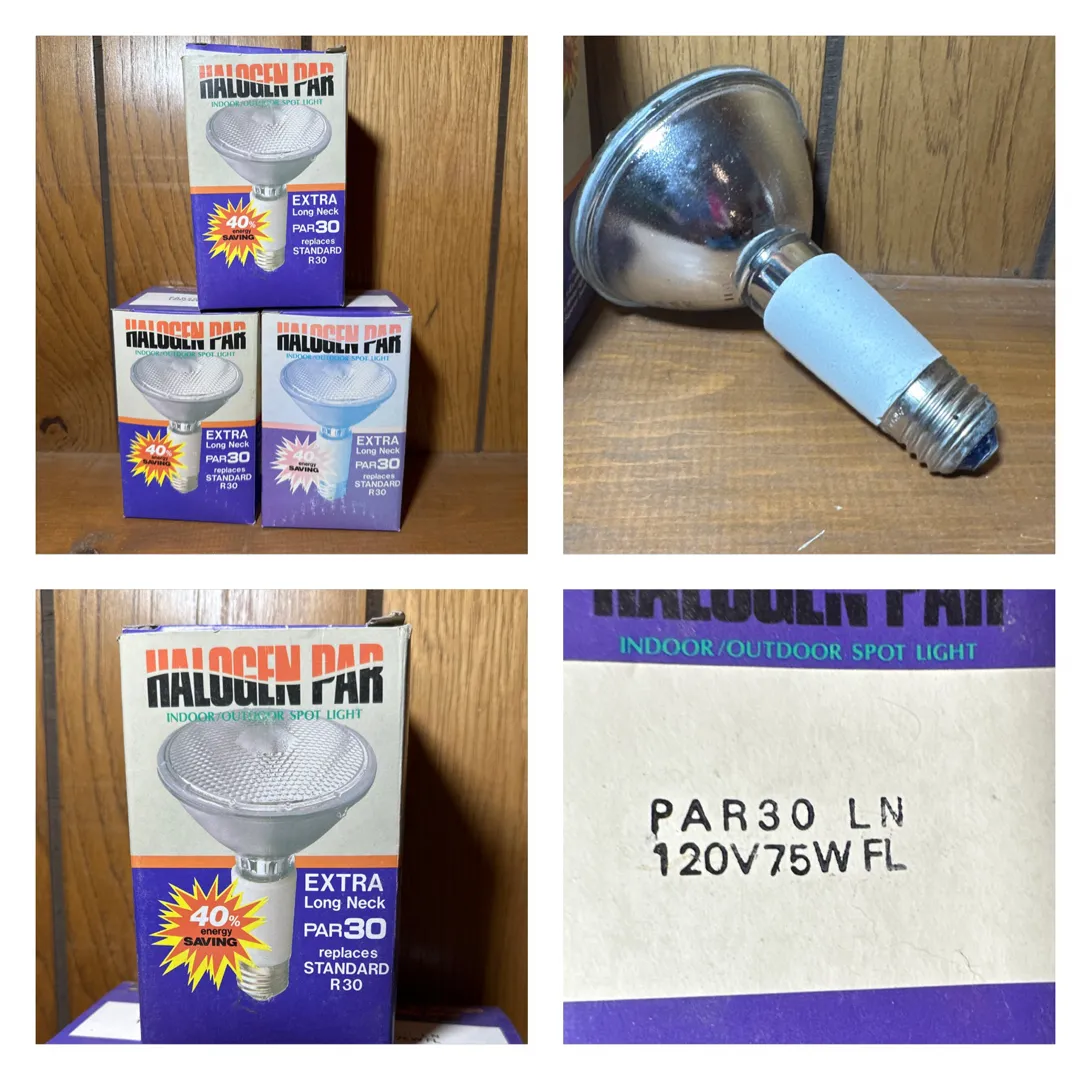 HALOGEN PAR
INDOOR/OUTDOOR SPOT LIGHT
40%
energy
SAVING
EXTRA
Long Neck
PAR30
replaces
STANDARD
R30
HALOGEN PAR
INDOOR/OUTDOOR SPOT LIGHT
40%
energy
SAVING
EXTRA
Long Neck
PAR30
replaces
STANDARD
R30
HALOGEN PAR
INDOOR/OUTDOOR SPOT LIGHT
40%
energy
SAVING
EXTRA
Long Neck
PAR30
replaces
STANDARD
R30
HALOGEN PAR
INDOOR/OUTDOOR SPOT LIGHT
40%
energy
SAVING
EXTRA
Long Neck
PAR30
replaces
STANDARD
R30
HALOGEN PAR
INDOOR/OUTDOOR SPOT LIGHT
PAR30 LN
120V75W FL